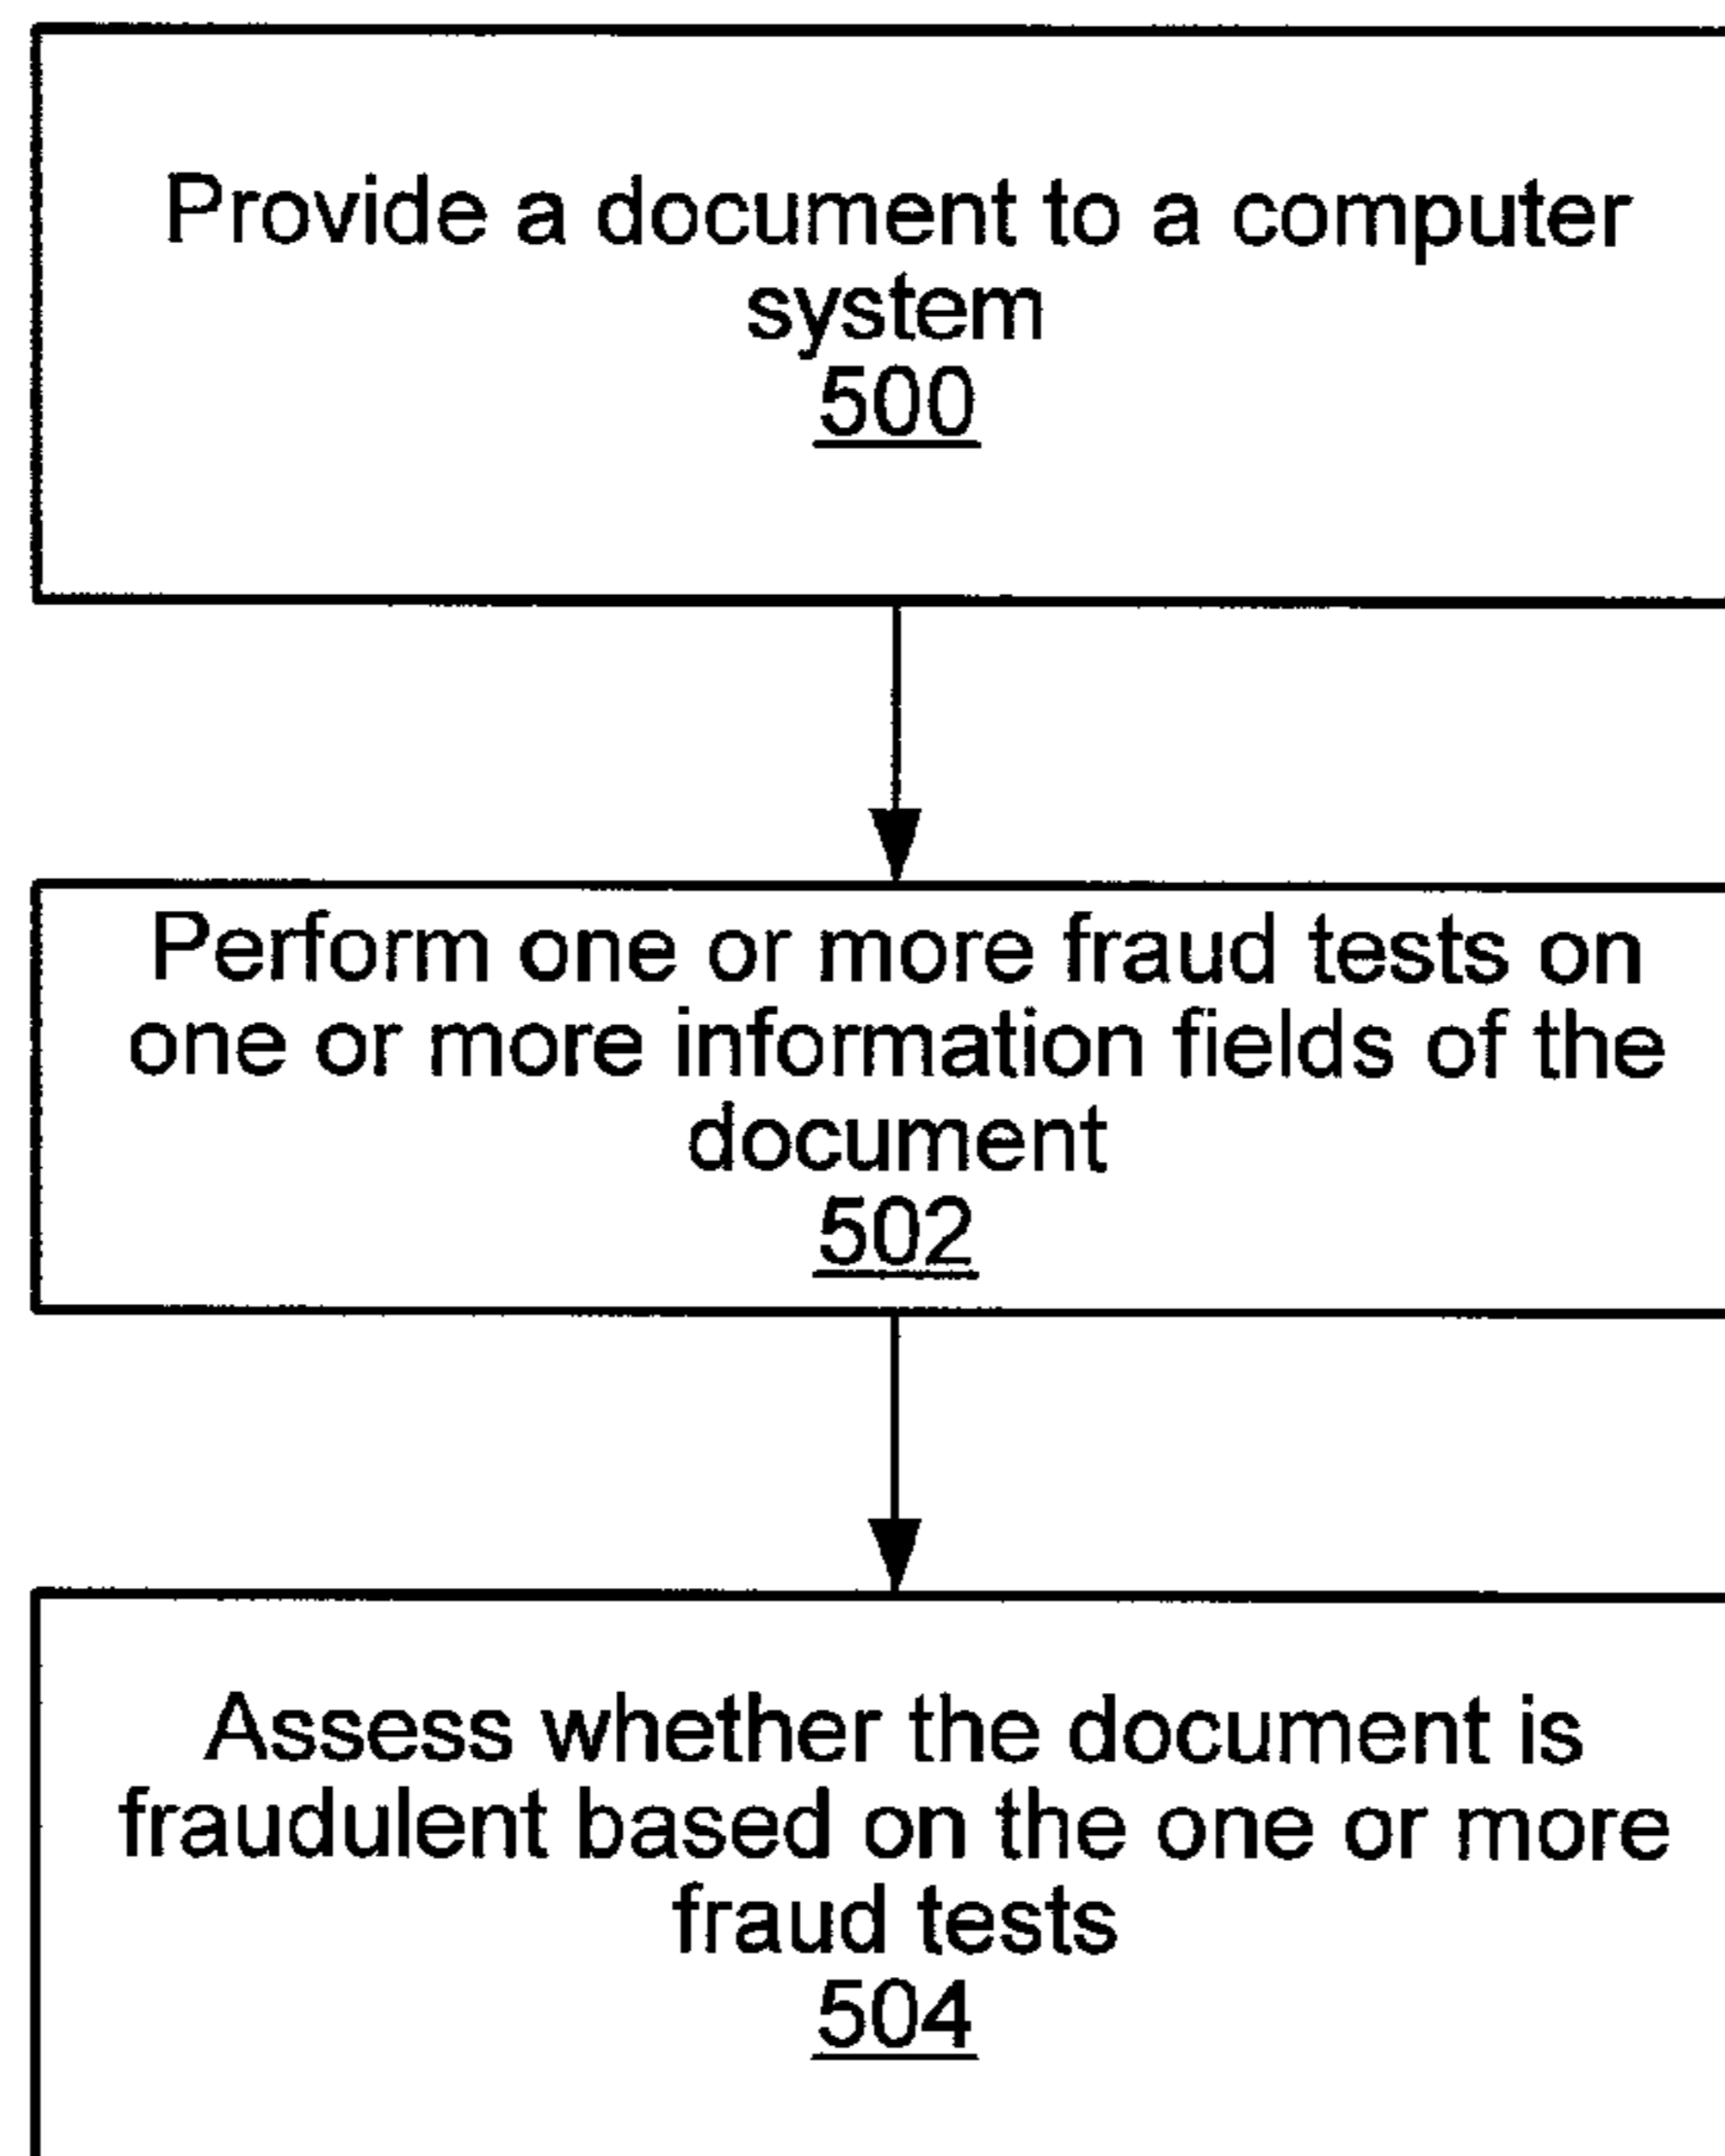 Provide a document to a computer
system
500
Perform one or more fraud tests on
one or more information fields of the
document
502
Assess whether the document is
fraudulent based on the one or more
fraud tests
504